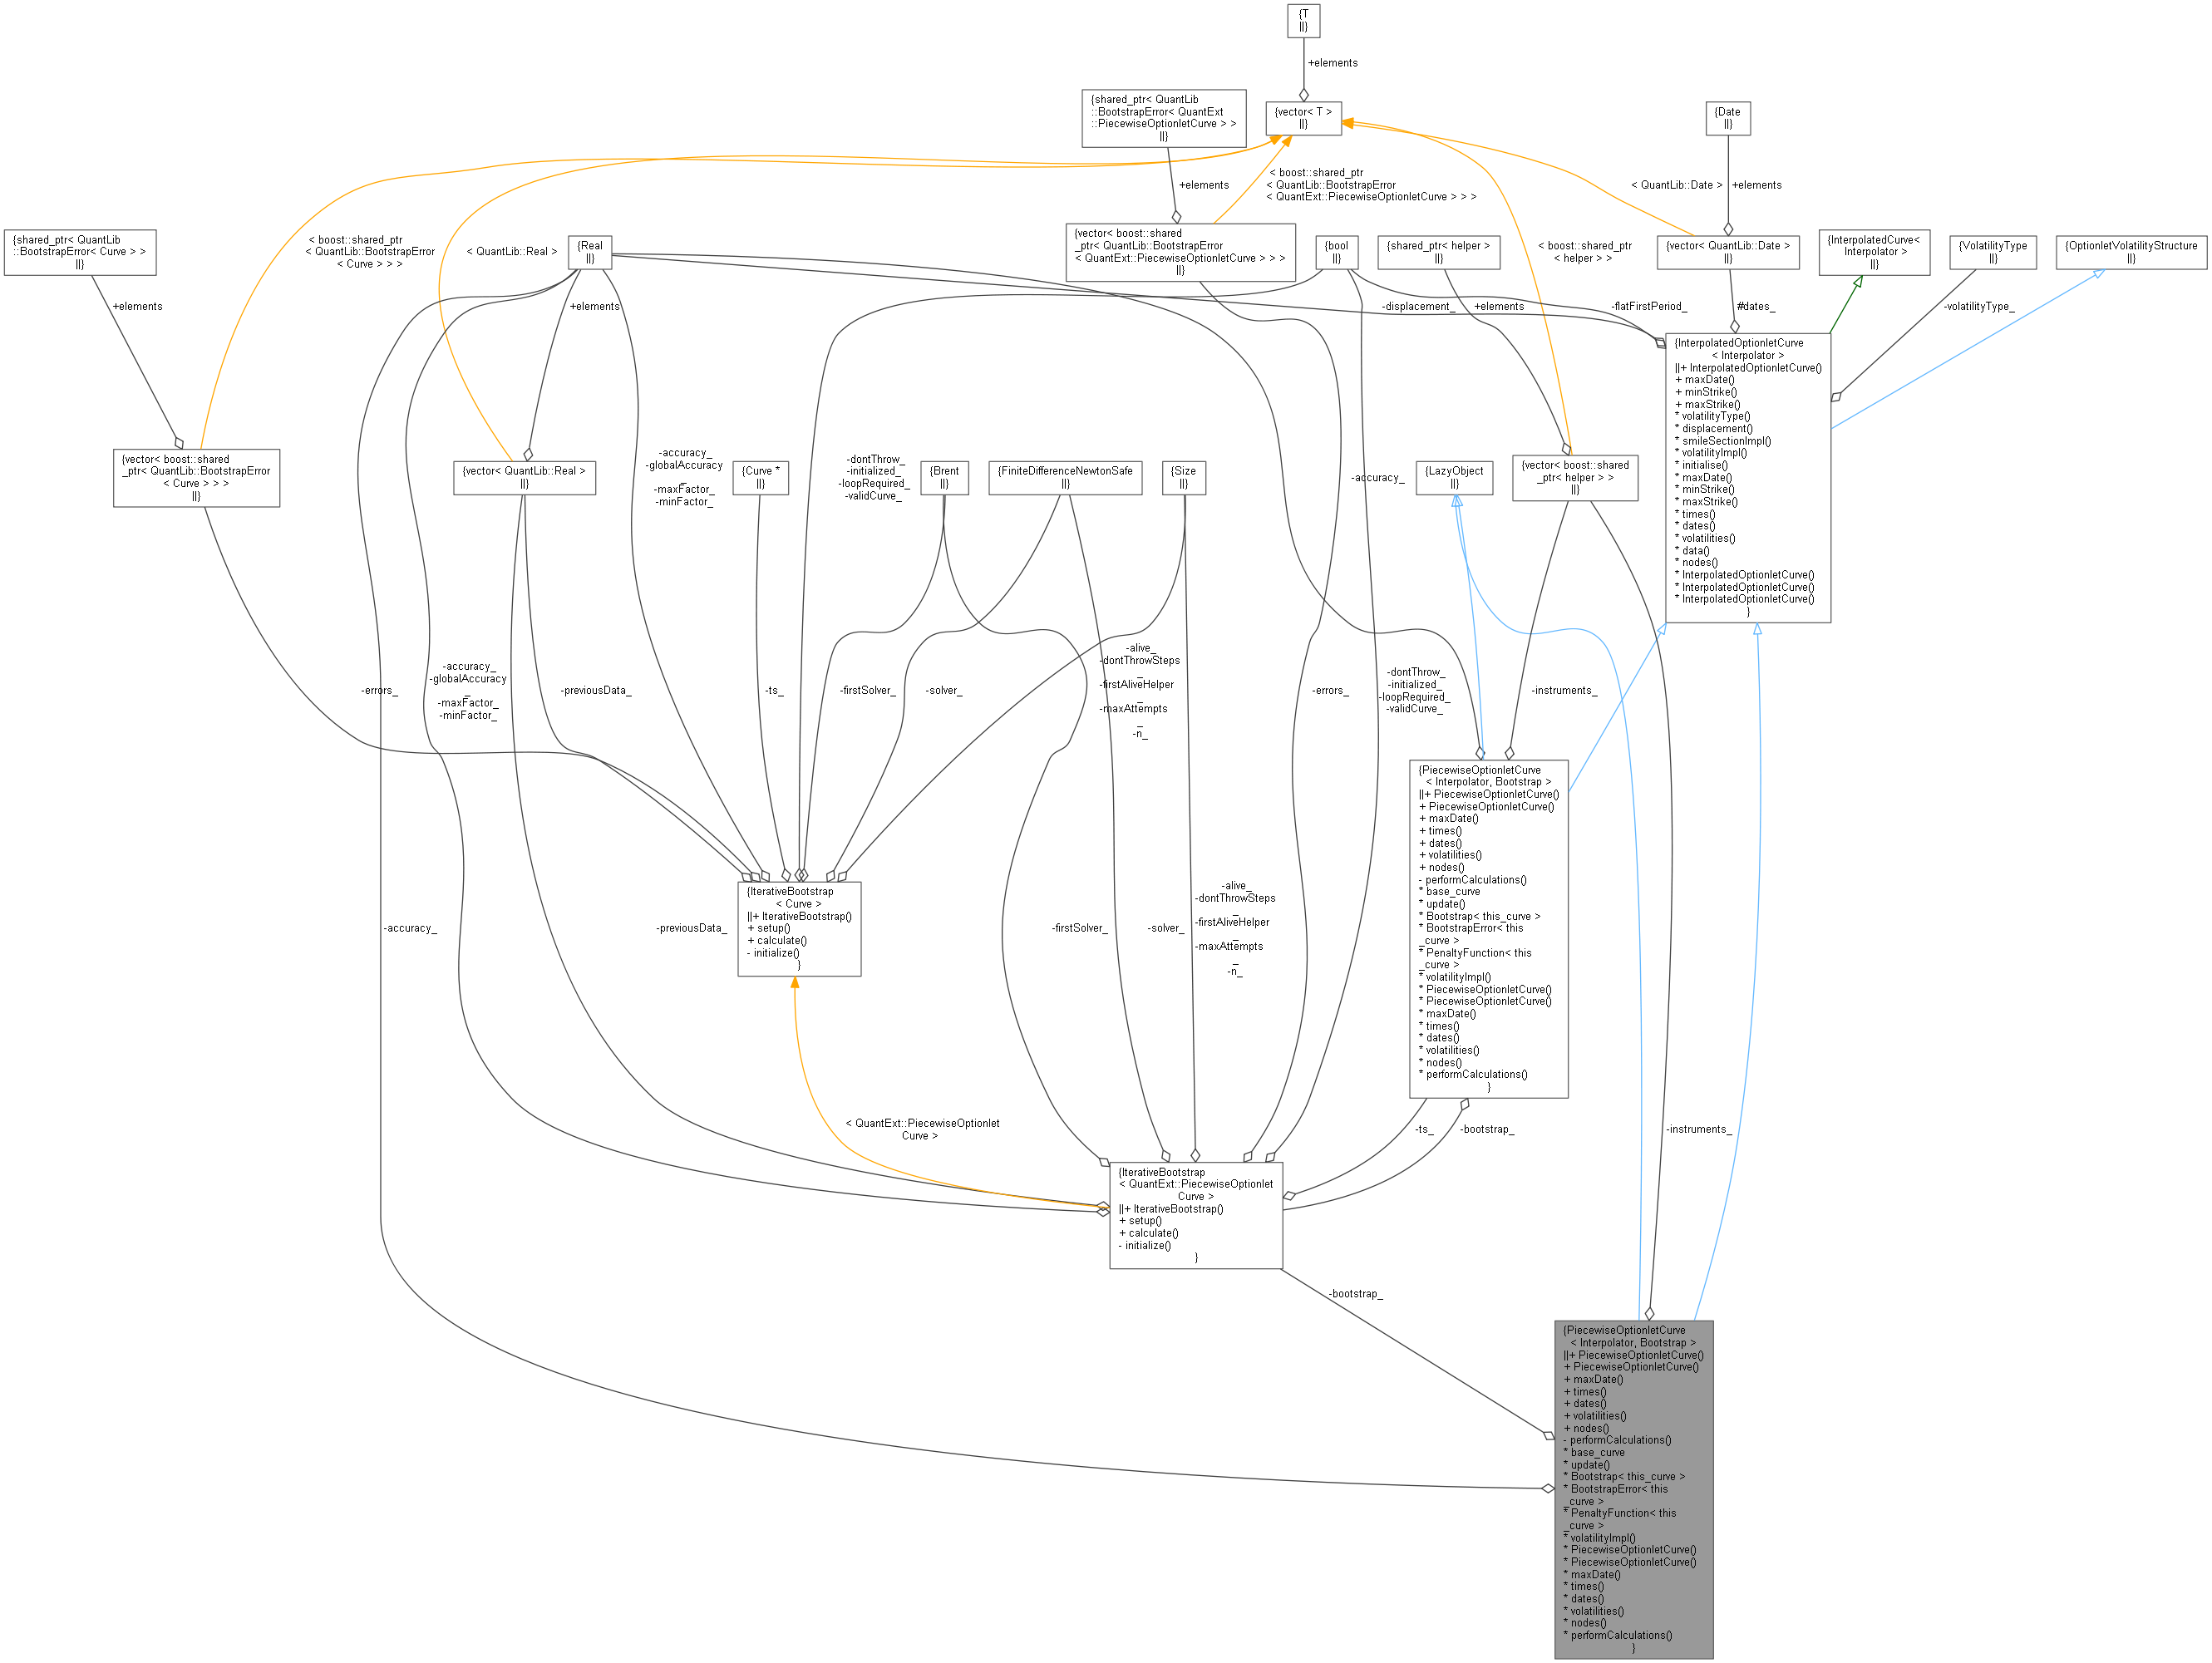 {T
||}
+elements
{shared_ptr< QuantLib
::BootstrapError< QuantExt
::PiecewiseOptionletCurve > >
||}
{vector< T >
||}
{Date
||}
+elements
< boost::shared_ptr
< QuantLib::BootstrapError
< QuantExt::PiecewiseOptionletCurve > > >
< QuantLib::Date >
+elements
{shared_ptr< QuantLib
::BootstrapError< Curve > >
||}
< boost::shared_ptr
< QuantLib::BootstrapError
< Curve > > >
< QuantLib::Real >
{Real
||}
{vector< boost::shared
_ptr< QuantLib::BootstrapError
< QuantExt::PiecewiseOptionletCurve > > >
||}
{bool
||}
{shared_ptr< helper >
||}
< boost::shared_ptr
< helper > >
{vector< QuantLib::Date >
||}
{InterpolatedCurve<
Interpolator >
||}
{VolatilityType
||}
{OptionletVolatilityStructure
||}
+elements
+elements
-displacement_
+elements
-flatFirstPeriod_
#dates_
-volatilityType_
{InterpolatedOptionletCurve
< Interpolator >
||+ InterpolatedOptionletCurve()
+ maxDate()
+ minStrike()
+ maxStrike()
* volatilityType()
* displacement()
* smileSectionImpl()
* volatilityImpl()
* initialise()
* maxDate()
* minStrike()
* maxStrike()
* times()
* dates()
* volatilities()
* data()
* nodes()
* InterpolatedOptionletCurve()
* InterpolatedOptionletCurve()
* InterpolatedOptionletCurve()
}
{vector< boost::shared
_ptr< QuantLib::BootstrapError
< Curve > > >
||}
{vector< QuantLib::Real >
||}
-accuracy_
-globalAccuracy
_
-maxFactor_
-minFactor_
{Curve *
||}
-dontThrow_
-initialized_
-loopRequired_
-validCurve_
{Brent
||}
{FiniteDifferenceNewtonSafe
||}
{Size
||}
-accuracy_
{LazyObject
||}
{vector< boost::shared
_ptr< helper > >
||}
-errors_
-accuracy_
-globalAccuracy
_
-maxFactor_
-minFactor_
-previousData_
-ts_
-firstSolver_
-solver_
-alive_
-dontThrowSteps
_
-firstAliveHelper
_
-maxAttempts
_
-n_
-errors_
-dontThrow_
-initialized_
-loopRequired_
-validCurve_
-instruments_
{PiecewiseOptionletCurve
< Interpolator, Bootstrap >
||+ PiecewiseOptionletCurve()
+ PiecewiseOptionletCurve()
+ maxDate()
+ times()
+ dates()
+ volatilities()
+ nodes()
- performCalculations()
* base_curve
* update()
* Bootstrap< this_curve >
* BootstrapError< this
_curve >
* PenaltyFunction< this
_curve >
* volatilityImpl()
* PiecewiseOptionletCurve()
* PiecewiseOptionletCurve()
* maxDate()
* times()
* dates()
* volatilities()
* nodes()
* performCalculations()
}
{IterativeBootstrap
< Curve >
||+ IterativeBootstrap()
+ setup()
+ calculate()
- initialize()
}
-accuracy_
-previousData_
-firstSolver_
-solver_
-alive_
-dontThrowSteps
_
-firstAliveHelper
_
-maxAttempts
_
-n_
< QuantExt::PiecewiseOptionlet
Curve >
-ts_
-bootstrap_
-instruments_
{IterativeBootstrap
< QuantExt::PiecewiseOptionlet
Curve >
||+ IterativeBootstrap()
+ setup()
+ calculate()
- initialize()
}
-bootstrap_
{PiecewiseOptionletCurve
< Interpolator, Bootstrap >
||+ PiecewiseOptionletCurve()
+ PiecewiseOptionletCurve()
+ maxDate()
+ times()
+ dates()
+ volatilities()
+ nodes()
- performCalculations()
* base_curve
* update()
* Bootstrap< this_curve >
* BootstrapError< this
_curve >
* PenaltyFunction< this
_curve >
* volatilityImpl()
* PiecewiseOptionletCurve()
* PiecewiseOptionletCurve()
* maxDate()
* times()
* dates()
* volatilities()
* nodes()
* performCalculations()
}